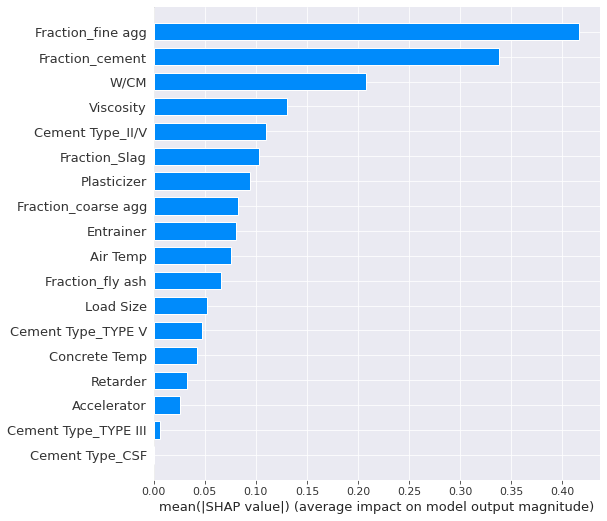 Fraction_fine agg
Fraction_cement
W/CM
Viscosity
Cement Type_II/V
Fraction_Slag
Plasticizer
Fraction_coarse agg
Entrainer
Air Temp
Fraction_fly ash
Load Size
Cement Type_TYPE V
Concrete Temp
Retarder
Accelerator
Cement Type_TYPE III
Cement Type_CSF
0.00 0.05 0.10 0.15 0.20 0.25 0.30 0.35 0.40
mean(|SHAP value|) (average impact on model output magnitude)